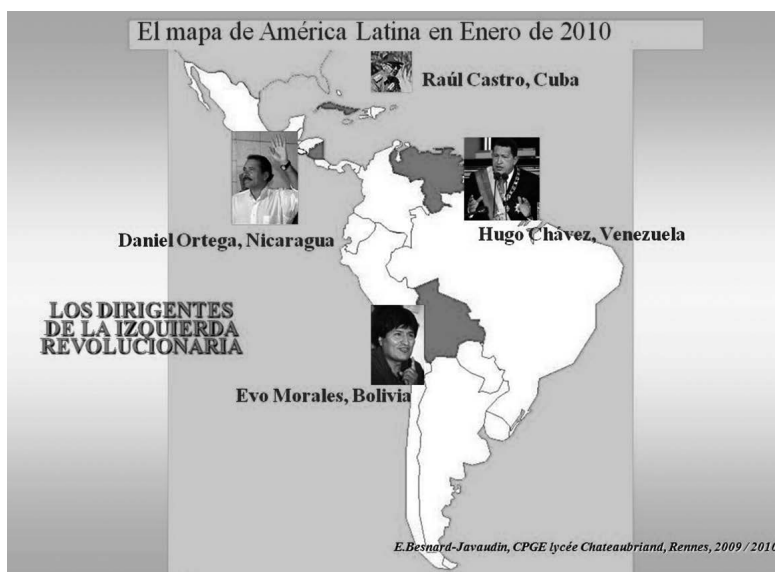 El mapa de América Latina en Enero de 2010
Raúl Castro, Cuba
Daniel Ortega, Nicaragua
Hugo Chávez, Venezuela
LOS DIRIGENTES
DE LA IZQUIERDA
REVOLUCIONARIA
Evo Morales, Bolivia
E.Besnard-Javaudin, CPGE lycée Chateaubriand, Rennes, 2009 / 2010